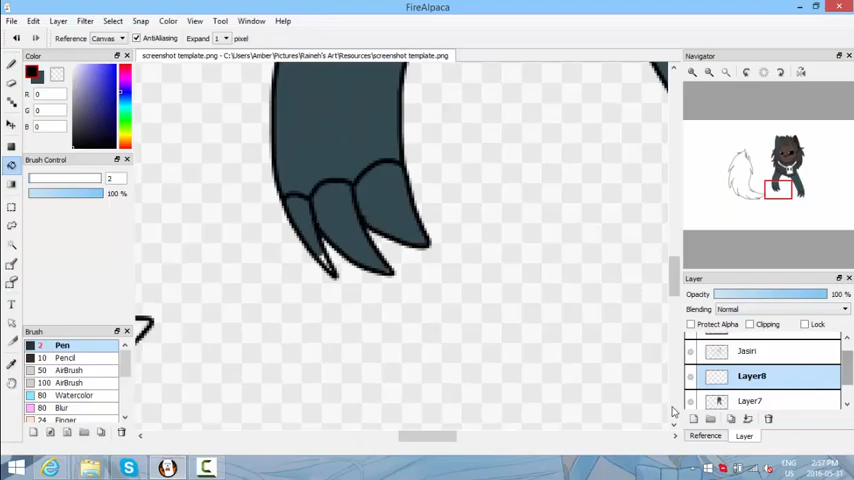 FireAlpaca
File Edit Layer Filter Select Snap Color View Tool Window Help
Reference Canvas AntiAliasing Expand 1 pixel
Color
screenshot template.png - C:\Users\Amber\Pictures\Raineh's Art\Resources\screenshot template.png
Navigator
R 0
G 0
B 0
Brush Control
2
100 %
Layer
Opacity 100 %
Blending Normal
Protect Alpha Clipping Lock
Brush
2 Pen
10 Pencil
50 AirBrush
100 AirBrush
80 Watercolor
80 Blur
24 Finger
Jasiri
Layer8
Layer7
Reference Layer
ENG 2:57 PM
US 2016-05-31